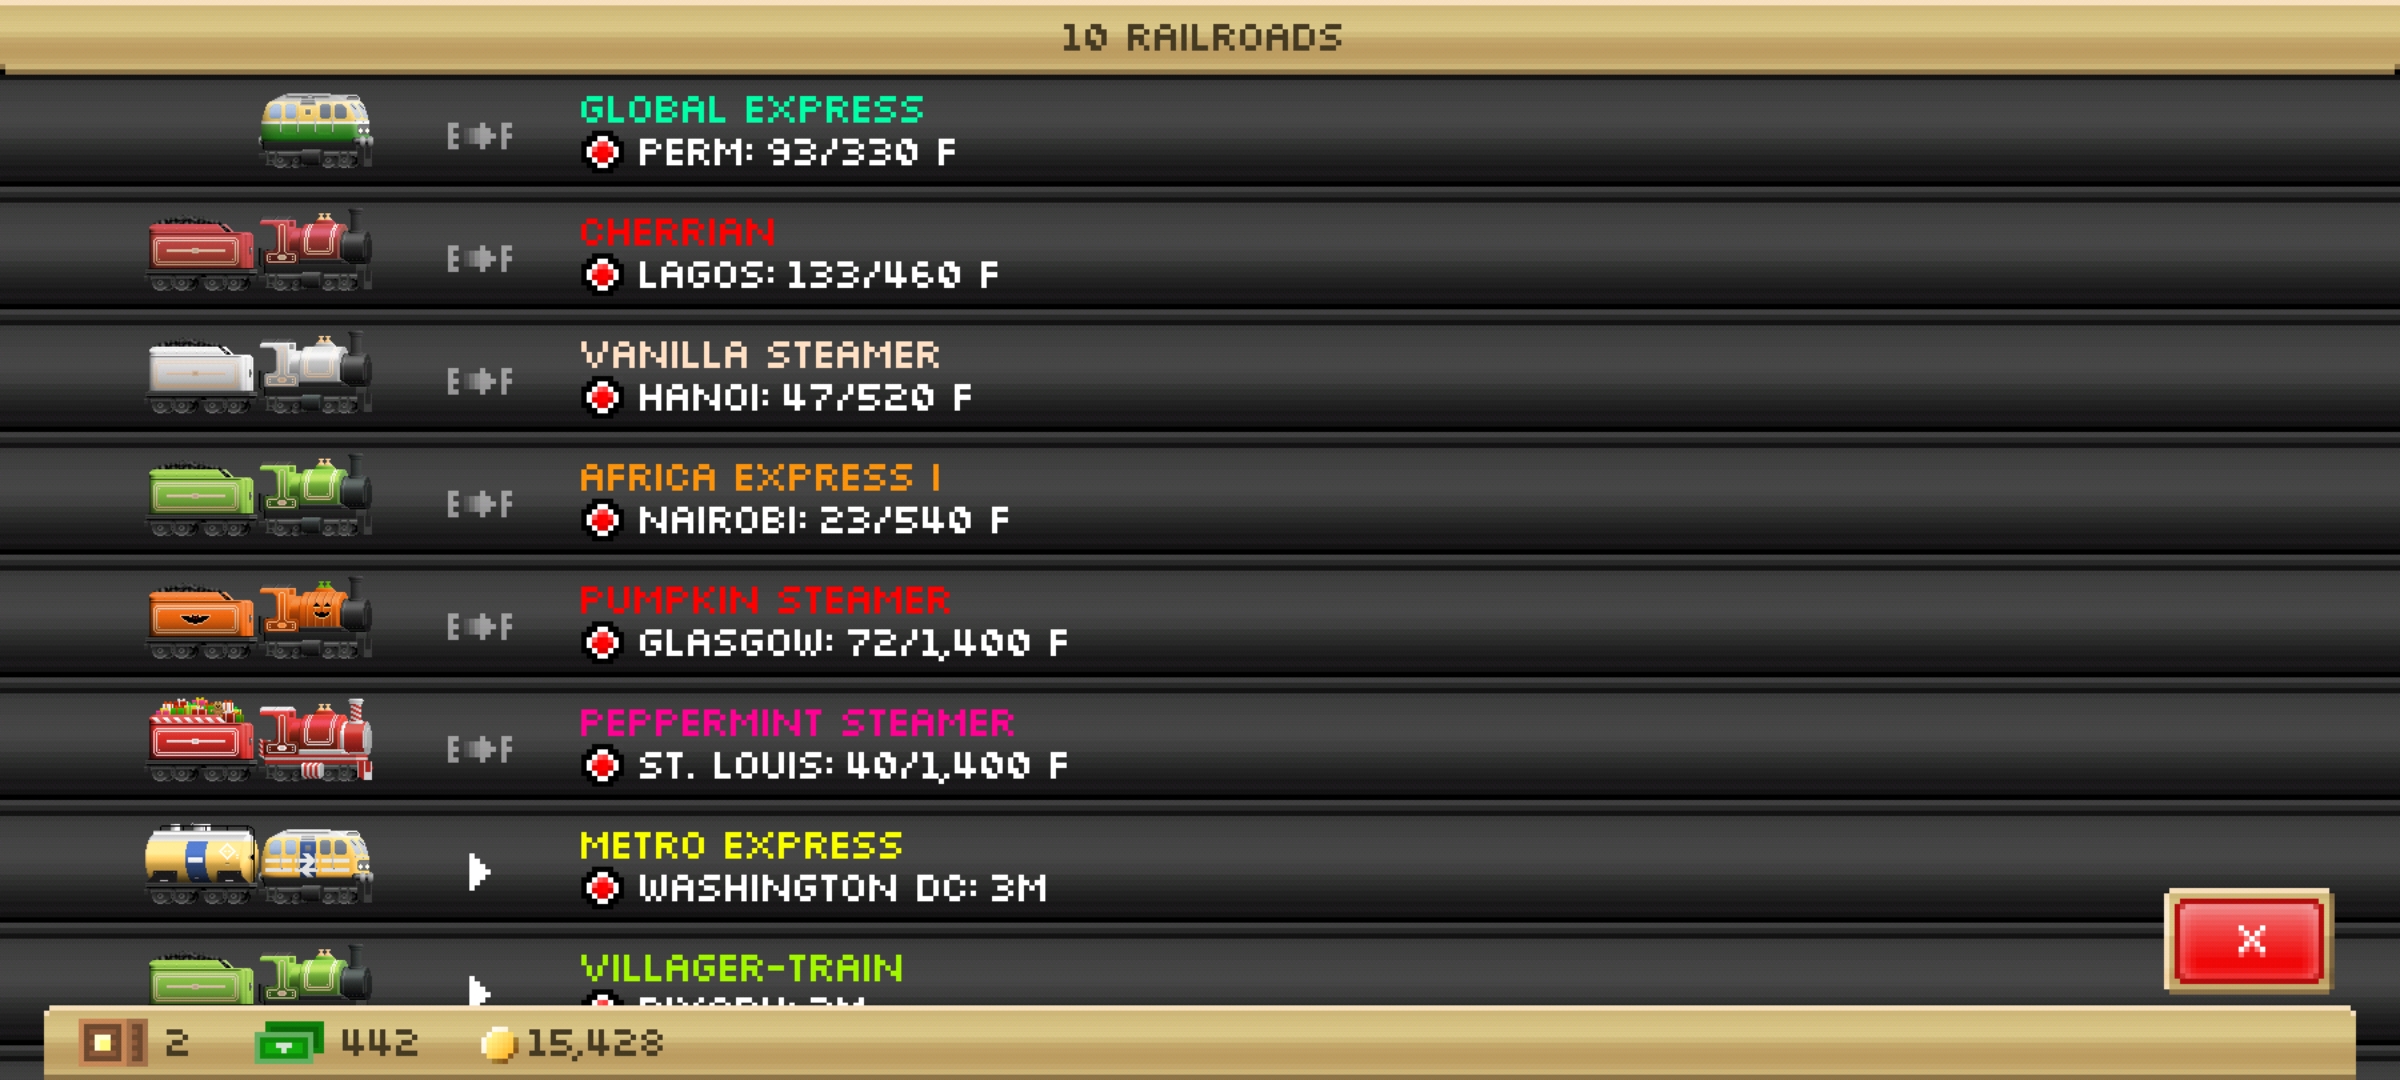 10 RAILROADS
GLOBAL EXPRESS
E F
PERM: 93/330 F
CHERRIAN
E F
LAGOS: 133/460 F
VANILLA STEAMER
E F
HANOI: 47/520 F
AFRICA EXPRESS I
E F
NAIROBI: 23/540 F
PUMPKIN STEAMER
E F
GLASGOW: 72/1,400 F
PEPPERMINT STEAMER
E F
ST. LOUIS: 40/1,400 F
METRO EXPRESS
WASHINGTON DC: 3M
X
VILLAGER-TRAIN
2 442 15,428